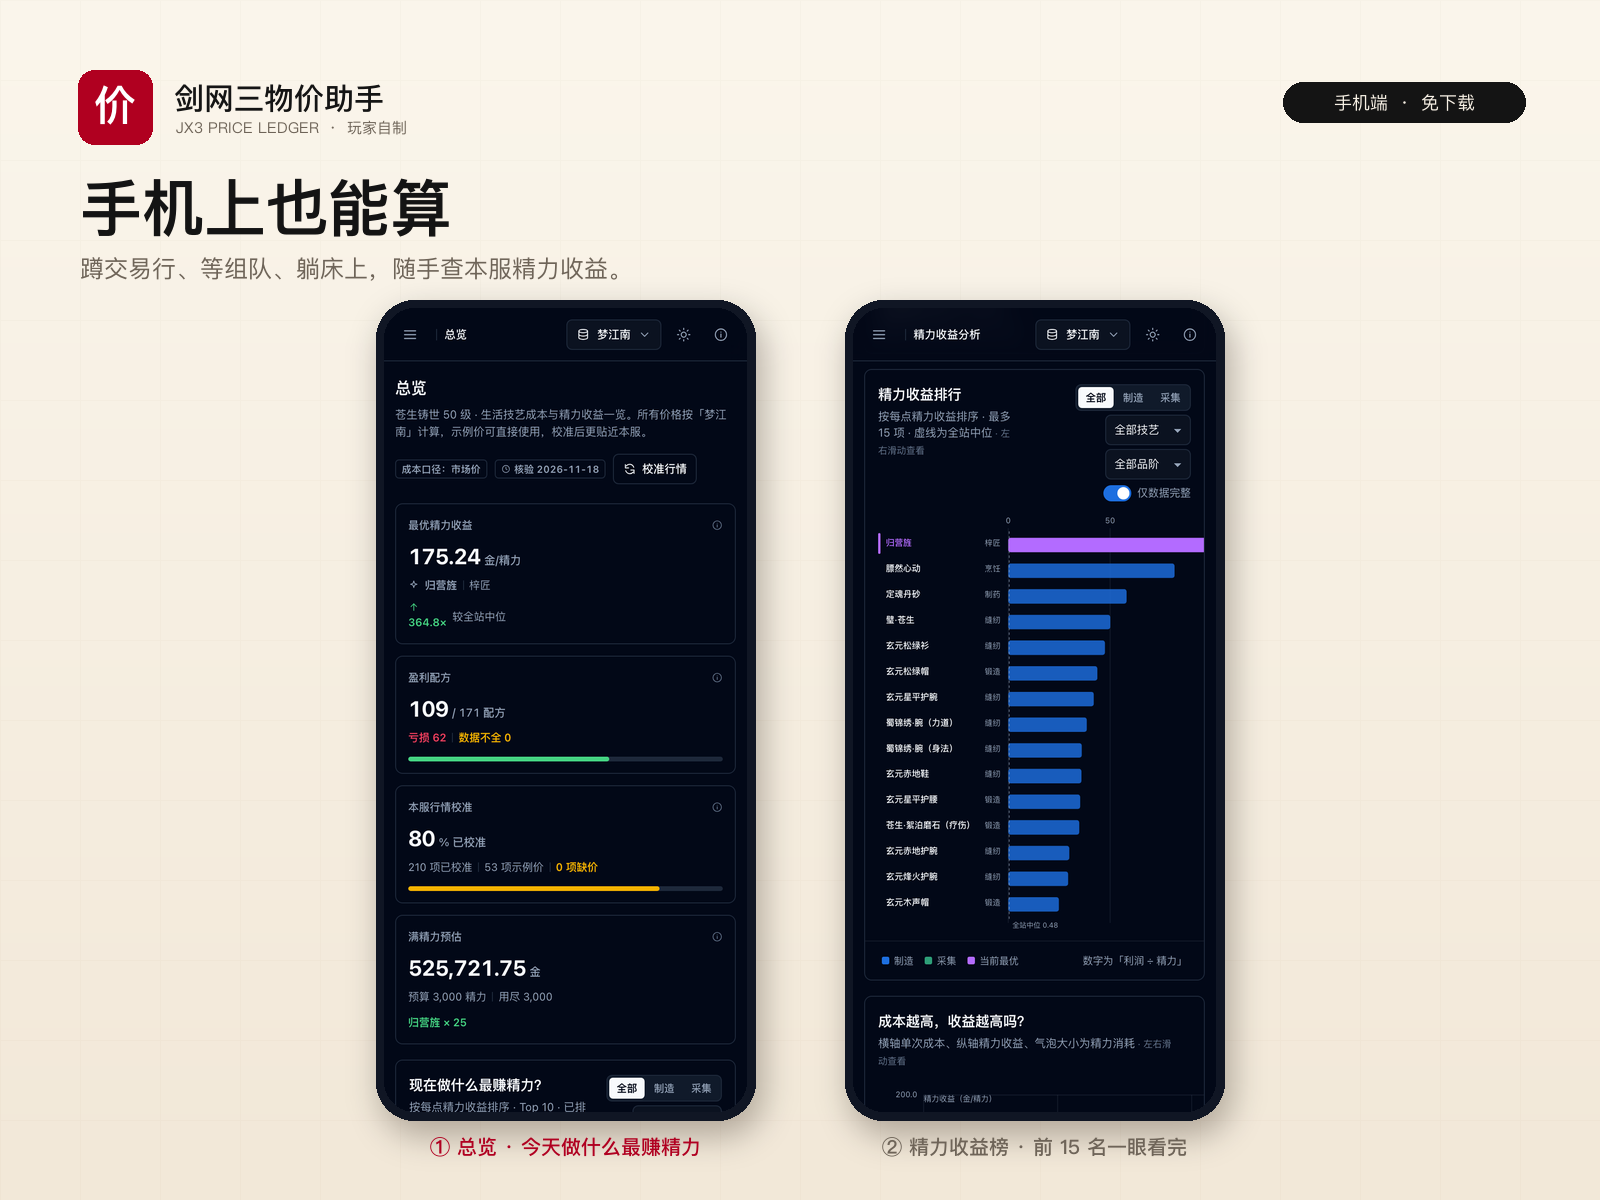 价
剑网三物价助手
JX3 PRICE LEDGER · 玩家自制
手机端 · 免下载
手机上也能算
蹲交易行、等组队、躺床上，随手查本服精力收益。
总览
梦江南
总览
苍生铸世 50 级 · 生活技艺成本与精力收益一览。所有价格按「梦江
南」计算，示例价可直接使用，校准后更贴近本服。
成本口径：市场价
核验 2026-11-18
校准行情
最优精力收益
175.24 金/精力
归营旌 | 梓匠
↑
364.8× 较全站中位
盈利配方
109 / 171 配方
亏损 62 | 数据不全 0
本服行情校准
80 % 已校准
210 项已校准 | 53 项示例价 | 0 项缺价
满精力预估
525,721.75 金
预算 3,000 精力 | 用尽 3,000
归营旌 × 25
现在做什么最赚精力？
全部 制造 采集
按每点精力收益排序 · Top 10 · 已排
① 总览 · 今天做什么最赚精力
精力收益分析
梦江南
精力收益排行
全部 制造 采集
按每点精力收益排序 · 最多
15 项 · 虚线为全站中位 · 左
右滑动查看
全部技艺
全部品阶
仅数据完整
0 50
归营旌 梓匠
醥然心动 烹饪
定魂丹砂 制药
璧·苍生 缝纫
玄元松绿衫 缝纫
玄元松绿帽 锻造
玄元星平护腕 缝纫
蜀锦绣·腕（力道） 缝纫
蜀锦绣·腕（身法） 缝纫
玄元赤地鞋 缝纫
玄元星平护腰 锻造
苍生·絮泊磨石（疗伤） 锻造
玄元赤地护腕 缝纫
玄元烽火护腕 缝纫
玄元木声帽 锻造
全站中位 0.48
制造 采集 当前最优 数字为「利润 ÷ 精力」
成本越高，收益越高吗？
横轴单次成本、纵轴精力收益、气泡大小为精力消耗 · 左右滑
动查看
200.0 精力收益（金/精力）
② 精力收益榜 · 前 15 名一眼看完